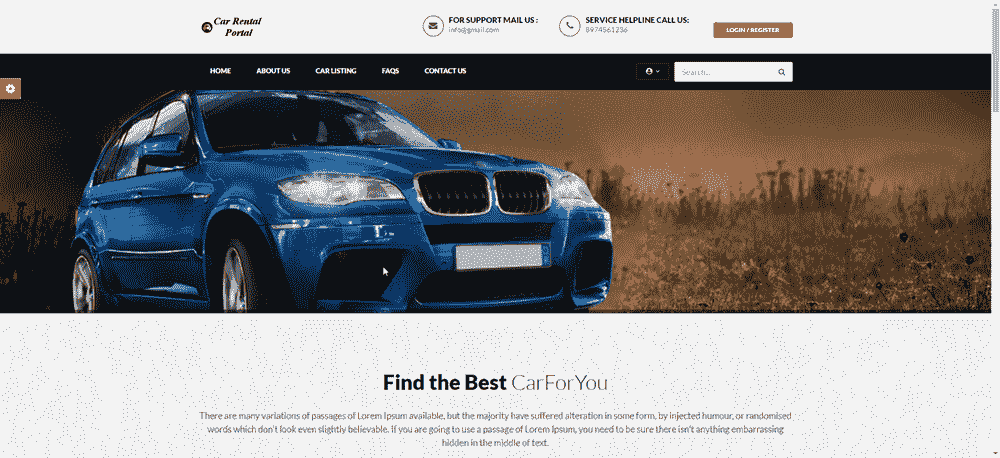 Car Rental
Portal
FOR SUPPORT MAIL US :
info@gmail.com
SERVICE HELPLINE CALL US:
8974561236
LOGIN / REGISTER
HOME
ABOUT US
CAR LISTING
FAQS
CONTACT US
Search...
Find the Best CarForYou
There are many variations of passages of Lorem Ipsum available, but the majority have suffered alteration in some form, by injected humour, or randomised
words which don't look even slightly believable. If you are going to use a passage of Lorem Ipsum, you need to be sure there isn't anything embarrassing
hidden in the middle of text.